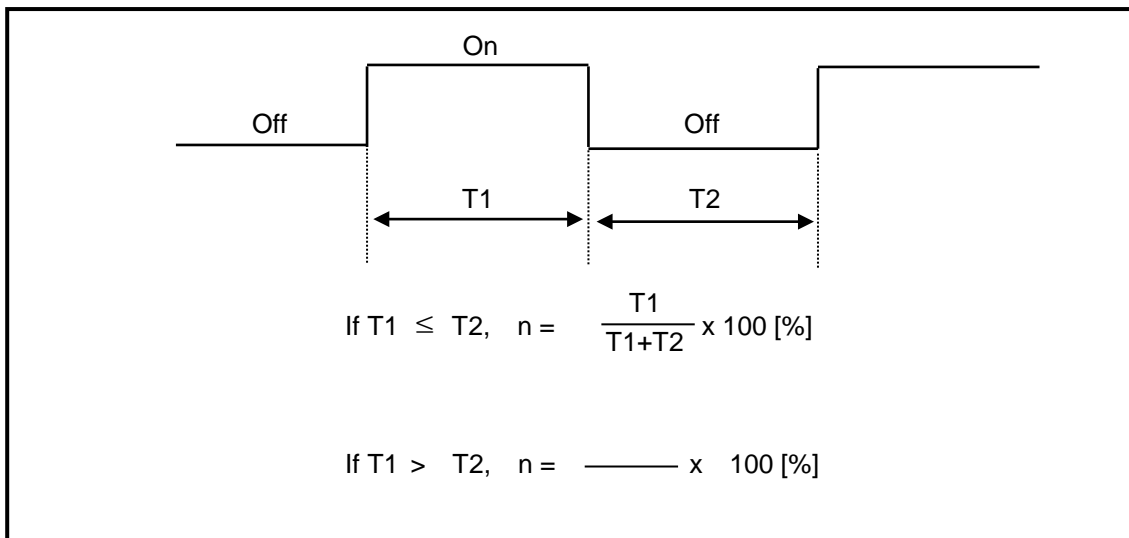 On
Off Off
T1 T2
If T1 ≤ T2, n = T1 / T1+T2 x 100 [%]
If T1 > T2, n = ——— x 100 [%]